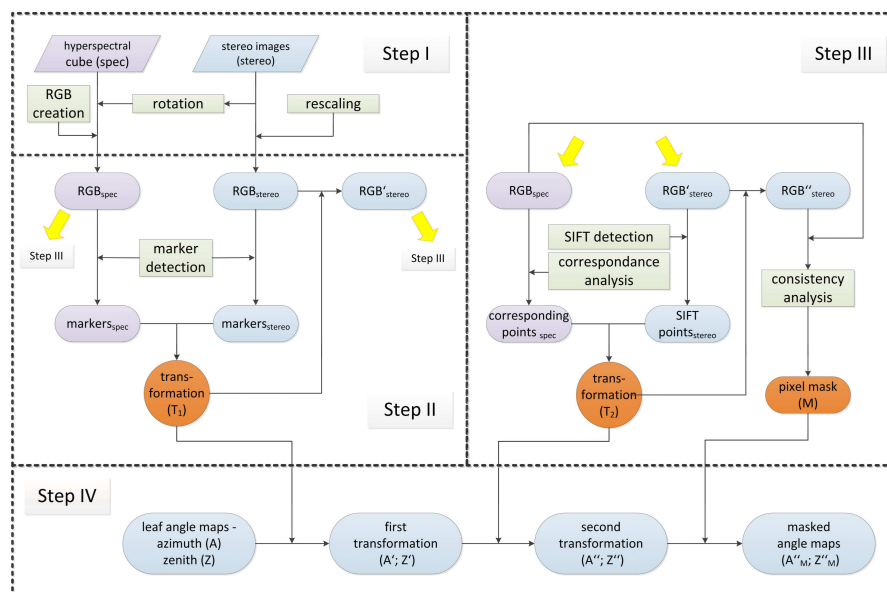 hyperspectral
cube (spec)
stereo images
(stereo)
Step I
RGB
creation
rotation
rescaling
RGBspec
RGBstereo
RGB‘stereo
Step III
marker
detection
Step III
markersspec
markersstereo
trans-
formation
(T1)
Step II
Step III
RGBspec
RGB‘stereo
RGB‘‘stereo
SIFT detection
correspondance
analysis
consistency
analysis
corresponding
points spec
SIFT
pointsstereo
trans-
formation
(T2)
pixel mask
(M)
Step IV
leaf angle maps -
azimuth (A)
zenith (Z)
first
transformation
(A‘; Z‘)
second
transformation
(A‘‘; Z‘‘)
masked
angle maps
(A‘‘M; Z‘‘M)